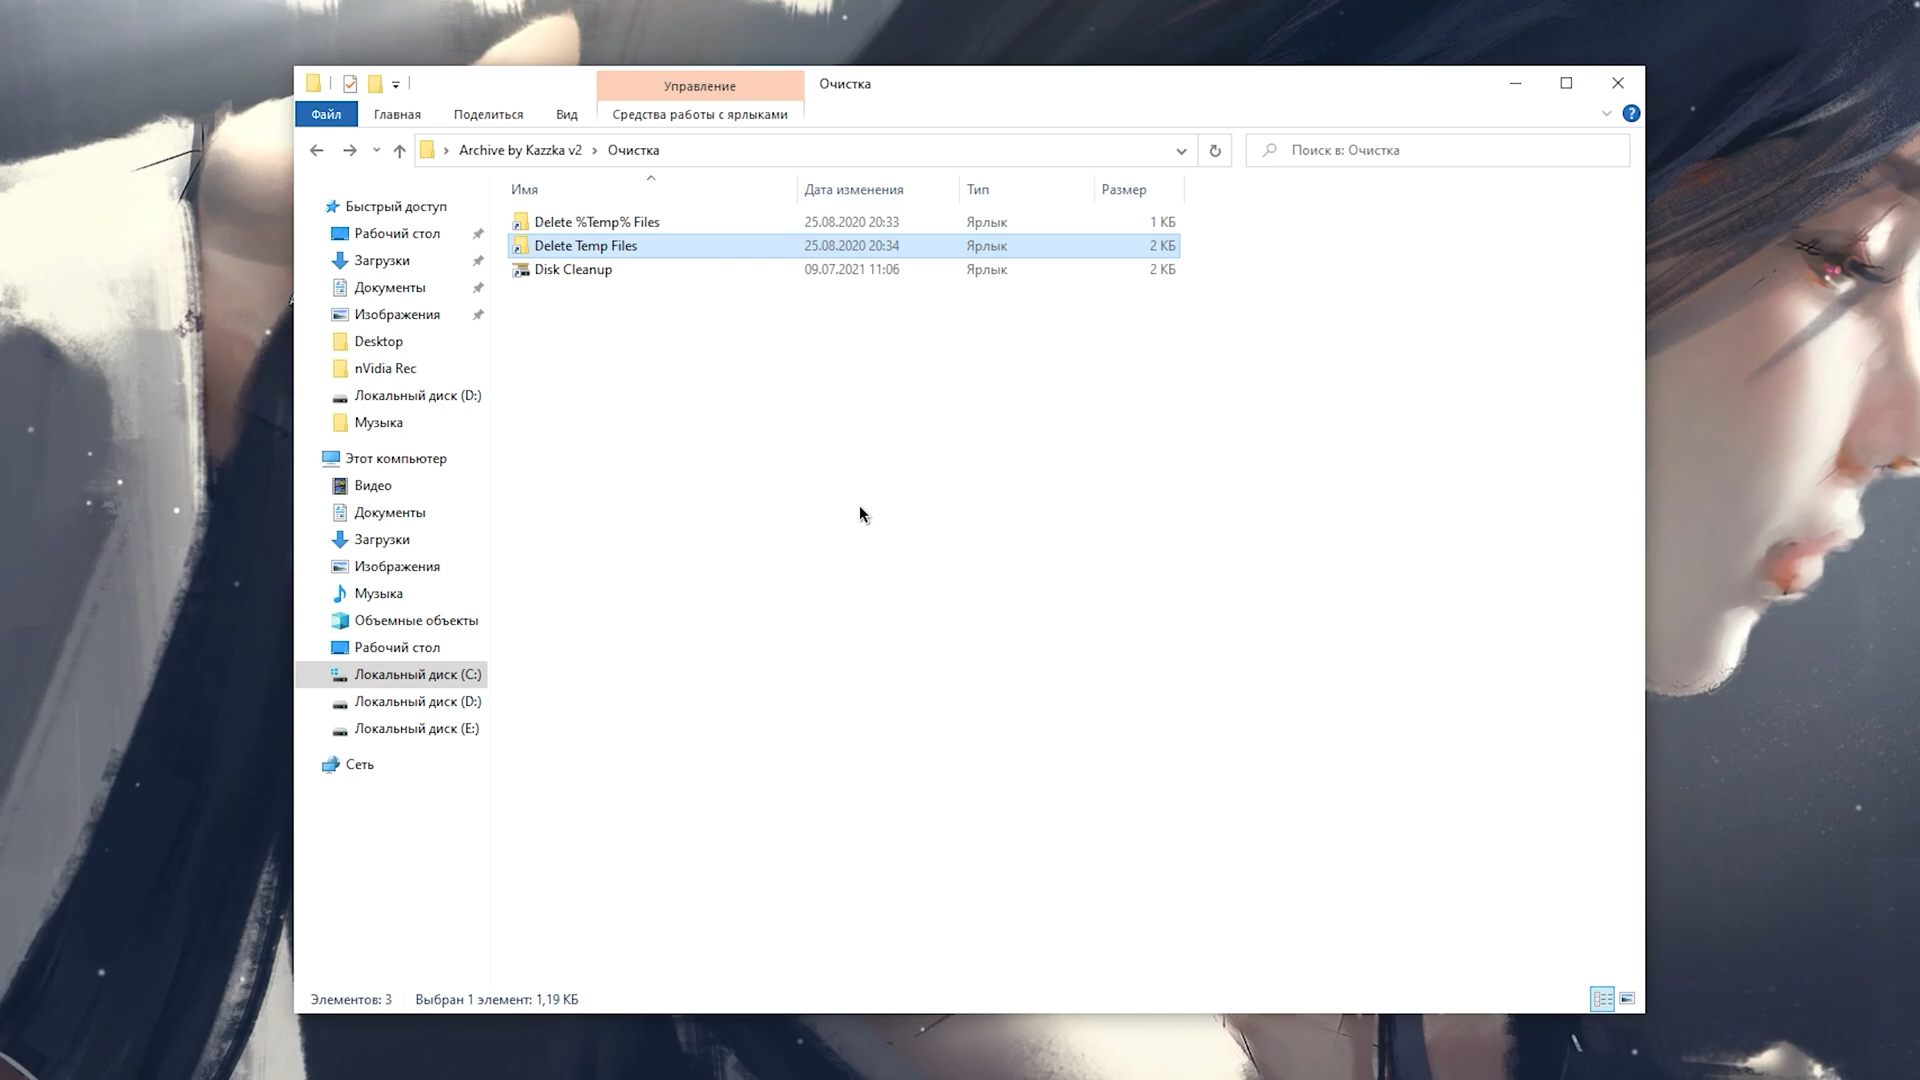 Управление
Очистка
Файл
Главная
Поделиться
Вид
Средства работы с ярлыками
?
Archive by Kazzka v2 › Очистка
Поиск в: Очистка
Имя
Дата изменения
Тип
Размер
Delete %Temp% Files 25.08.2020 20:33 Ярлык 1 КБ
Delete Temp Files 25.08.2020 20:34 Ярлык 2 КБ
Disk Cleanup 09.07.2021 11:06 Ярлык 2 КБ
Быстрый доступ
Рабочий стол
Загрузки
Документы
Изображения
Desktop
nVidia Rec
Локальный диск (D:)
Музыка
Этот компьютер
Видео
Документы
Загрузки
Изображения
Музыка
Объемные объекты
Рабочий стол
Локальный диск (C:)
Локальный диск (D:)
Локальный диск (E:)
Сеть
Элементов: 3
Выбран 1 элемент: 1,19 КБ